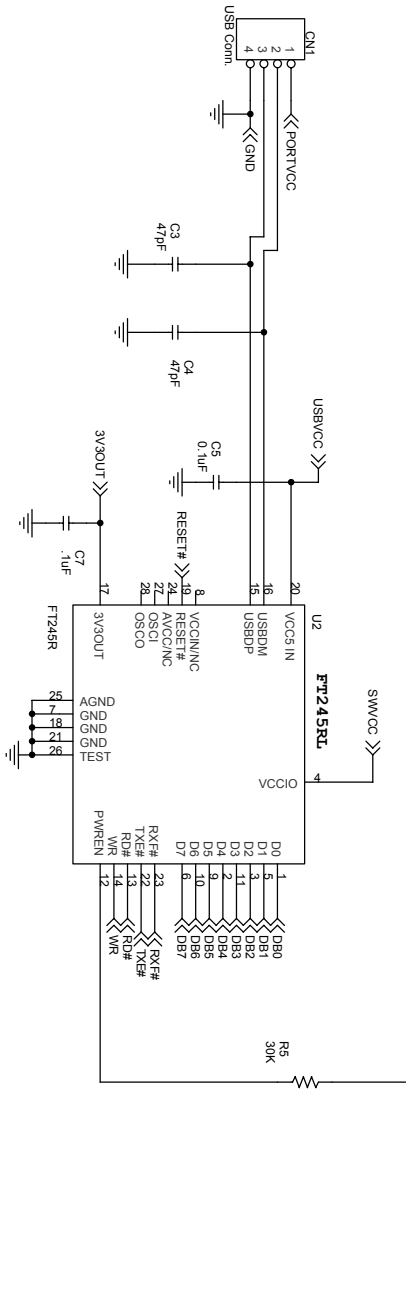 CN1
1
2
3
4
USB Conn.
PORTVCC
GND
C3
47pF
C4
47pF
USBVCC
C5
0.1uF
RESET#
3V3OUT
C7
.1uF
U2
FT245RL
SWVCC
20
VCC5 IN
16
USBDM
15
USBDP
8
VCCIN/NC
19
RESET#
24
AVCC/NC
27
OSCI
28
OSCO
17
3V3OUT
FT245R
4
VCCIO
25
AGND
7
GND
18
GND
21
GND
26
TEST
D0
1
DB0
D1
5
DB1
D2
3
DB2
D3
11
DB3
D4
2
DB4
D5
9
DB5
D6
10
DB6
D7
6
DB7
RXF#
23
RXF#
TXE#
22
TXE#
RD#
13
RD#
WR
14
WR
PWREN
12
R5
30K